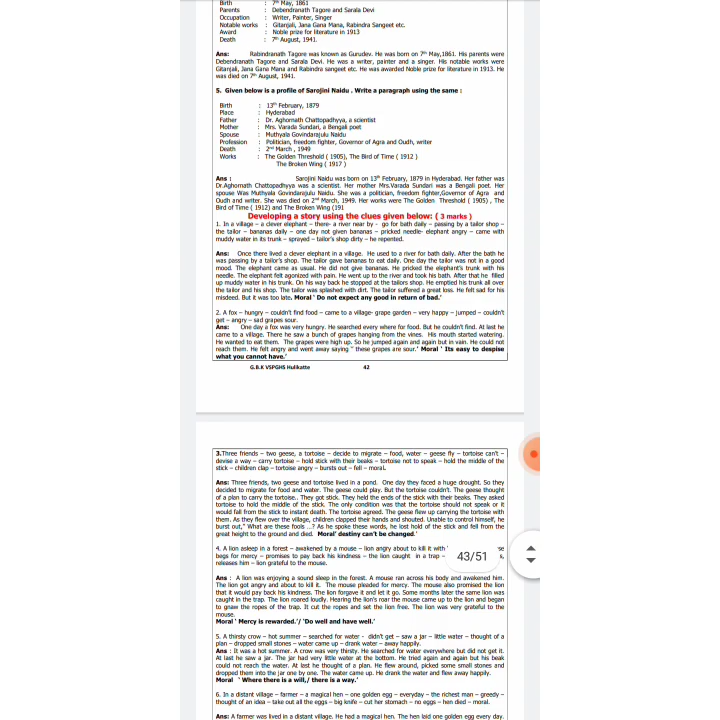 Birth : 7th May, 1861
Parents : Debendranath Tagore and Sarala Devi
Occupation : Writer, Painter, Singer
Notable works : Gitanjali, Jana Gana Mana, Rabindra Sangeet etc.
Award : Noble prize for literature in 1913
Death : 7th August, 1941.
Ans: Rabindranath Tagore was known as Gurudev. He was born on 7th May,1861. His parents were
Debendranath Tagore and Sarala Devi. He was a writer, painter and a singer. His notable works were
Gitanjali, Jana Gana Mana and Rabindra sangeet etc. He was awarded Noble prize for literature in 1913. He
was died on 7th August, 1941.
5. Given below is a profile of Sarojini Naidu . Write a paragraph using the same :
Birth : 13th February, 1879
Place : Hyderabad
Father : Dr. Aghornath Chattopadhyya, a scientist
Mother : Mrs. Varada Sundari, a Bengali poet
Spouse : Muthyala Govindarajulu Naidu
Profession : Politician, freedom fighter, Governor of Agra and Oudh, writer
Death : 2nd March , 1949
Works : The Golden Threshold ( 1905), The Bird of Time ( 1912 )
The Broken Wing ( 1917 )
Ans : Sarojini Naidu was born on 13th February, 1879 in Hyderabad. Her father was
Dr.Aghornath Chattopadhyya was a scientist. Her mother Mrs.Varada Sundari was a Bengali poet. Her
spouse Was Muthyala Govindarajulu Naidu. She was a politician, freedom fighter,Governor of Agra and
Oudh and writer. She was died on 2nd March, 1949. Her works were The Golden Threshold ( 1905) , The
Bird of Time ( 1912) and The Broken Wing (191
Developing a story using the clues given below: ( 3 marks )
1. In a village – a clever elephant – there- a river near by - go for bath daily – passing by a tailor shop –
the tailor – bananas daily – one day not given bananas – pricked needle- elephant angry – came with
muddy water in its trunk – sprayed – tailor's shop dirty – he repented.
Ans: Once there lived a clever elephant in a village. He used to a river for bath daily. After the bath he
was passing by a tailor's shop. The tailor gave bananas to eat daily. One day the tailor was not in a good
mood. The elephant came as usual. He did not give bananas. He pricked the elephant's trunk with his
needle. The elephant felt agonized with pain. He went up to the river and took his bath. After that he filled
up muddy water in his trunk. On his way back he stopped at the tailors shop. He emptied his trunk all over
the tailor and his shop. The tailor was splashed with dirt. The tailor suffered a great loss. He felt sad for his
misdeed. But it was too late. Moral ' Do not expect any good in return of bad.'
2. A fox – hungry – couldn't find food – came to a village- grape garden – very happy – jumped – couldn't
get – angry – sad grapes sour.
Ans: One day a fox was very hungry. He searched every where for food. But he couldn't find. At last he
came to a village. There he saw a bunch of grapes hanging from the vines. His mouth started watering.
He wanted to eat them. The grapes were high up. So he jumped again and again but in vain. He could not
reach them. He felt angry and went away saying " these grapes are sour.' Moral ' Its easy to despise
what you cannot have.'
G.B.K VSPGHS Hulikatte 42
3.Three friends – two geese, a tortoise – decide to migrate – food, water – geese fly – tortoise can't –
devise a way – carry tortoise – hold stick with their beaks – tortoise not to speak – hold the middle of the
stick – children clap – tortoise angry – bursts out – fell – moral.
Ans: Three friends, two geese and tortoise lived in a pond. One day they faced a huge drought. So they
decided to migrate for food and water. The geese could play. But the tortoise couldn't. The geese thought
of a plan to carry the tortoise.. They got stick. They held the ends of the stick with their beaks. They asked
tortoise to hold the middle of the stick. The only condition was that the tortoise should not speak or it
would fall from the stick to instant death. The tortoise agreed. The geese flew up carrying the tortoise with
them. As they flew over the village, children clapped their hands and shouted. Unable to control himself, he
burst out," What are these fools …? As he spoke these words, he lost hold of the stick and fell from the
great height to the ground and died. Moral' destiny can't be changed.'
4. A lion asleep in a forest – awakened by a mouse – lion angry about to kill it with
begs for mercy – promises to pay back his kindness – the lion caught in a trap –
releases him – lion grateful to the mouse.
43/51
Ans : A lion was enjoying a sound sleep in the forest. A mouse ran across his body and awakened him.
The lion got angry and about to kill it. The mouse pleaded for mercy. The mouse also promised the lion
that it would pay back his kindness. The lion forgave it and let it go. Some months later the same lion was
caught in the trap. The lion roared loudly. Hearing the lion's roar the mouse came up to the lion and began
to gnaw the ropes of the trap. It cut the ropes and set the lion free. The lion was very grateful to the
mouse.
Moral ' Mercy is rewarded.'/ 'Do well and have well.'
5. A thirsty crow – hot summer – searched for water - didn't get – saw a jar – little water – thought of a
plan – dropped small stones – water came up – drank water – away happily.
Ans : It was a hot summer. A crow was very thirsty. He searched for water everywhere but did not get it.
At last he saw a jar. The jar had very little water at the bottom. He tried again and again but his beak
could not reach the water. At last he thought of a plan. He flew around, picked some small stones and
dropped them into the jar one by one. The water came up. He drank the water and flew away happily.
Moral ' Where there is a will,/ there is a way.'
6. In a distant village – farmer – a magical hen – one golden egg – everyday – the richest man – greedy –
thought of an idea – take out all the eggs – big knife – cut her stomach – no eggs – hen died – moral.
Ans: A farmer was lived in a distant village. He had a magical hen. The hen laid one golden egg every day.